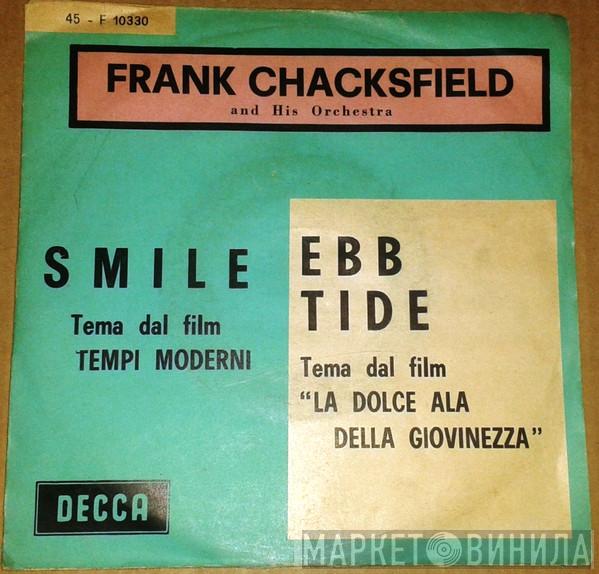 45 - F 10330
FRANK CHACKSFIELD
and His Orchestra
SMILE
Tema dal film
TEMPI MODERNI
EBB
TIDE
Tema dal film
"LA DOLCE ALA
DELLA GIOVINEZZA"
DECCA
МАРКЕТ ВИНИЛА